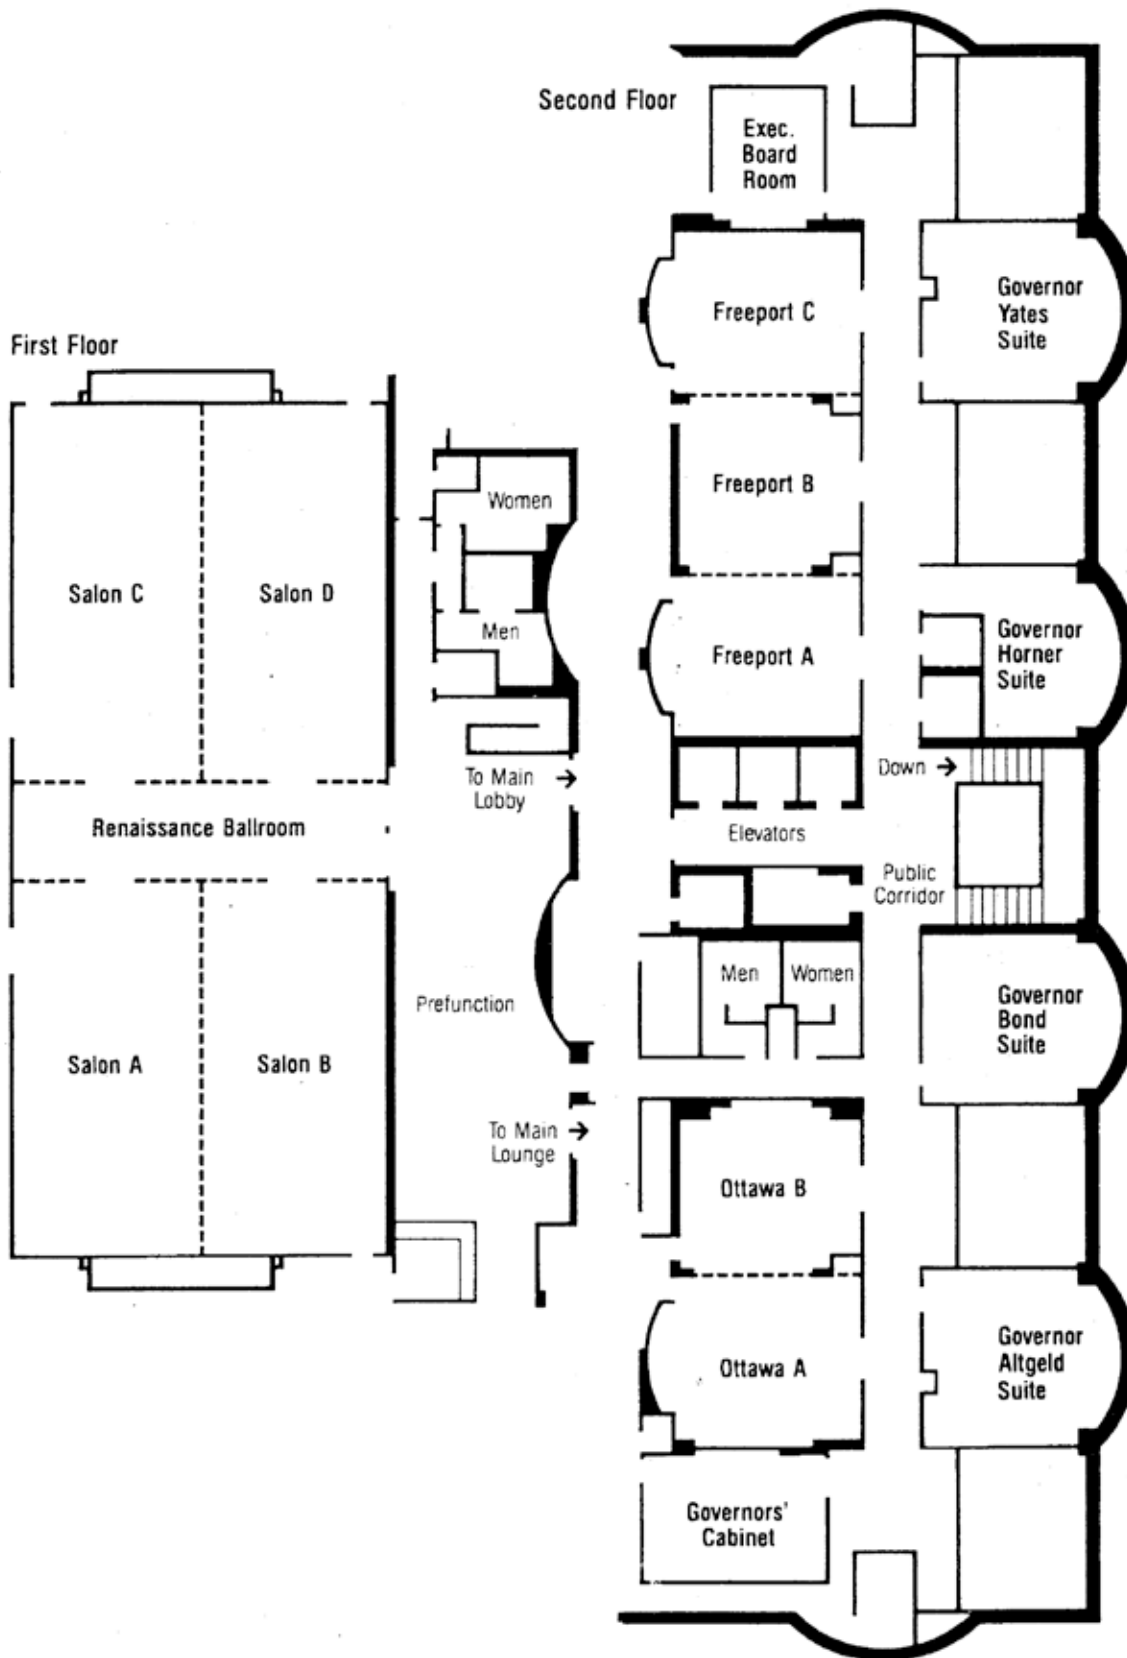 First Floor
Salon C
Salon D
Renaissance Ballroom
Salon A
Salon B
Women
Men
To Main →
Lobby
Prefunction
To Main →
Lounge
Second Floor
Exec.
Board
Room
Freeport C
Governor
Yates
Suite
Freeport B
Freeport A
Governor
Horner
Suite
Down →
Elevators
Public
Corridor
Men
Women
Governor
Bond
Suite
Ottawa B
Ottawa A
Governor
Altgeld
Suite
Governors'
Cabinet